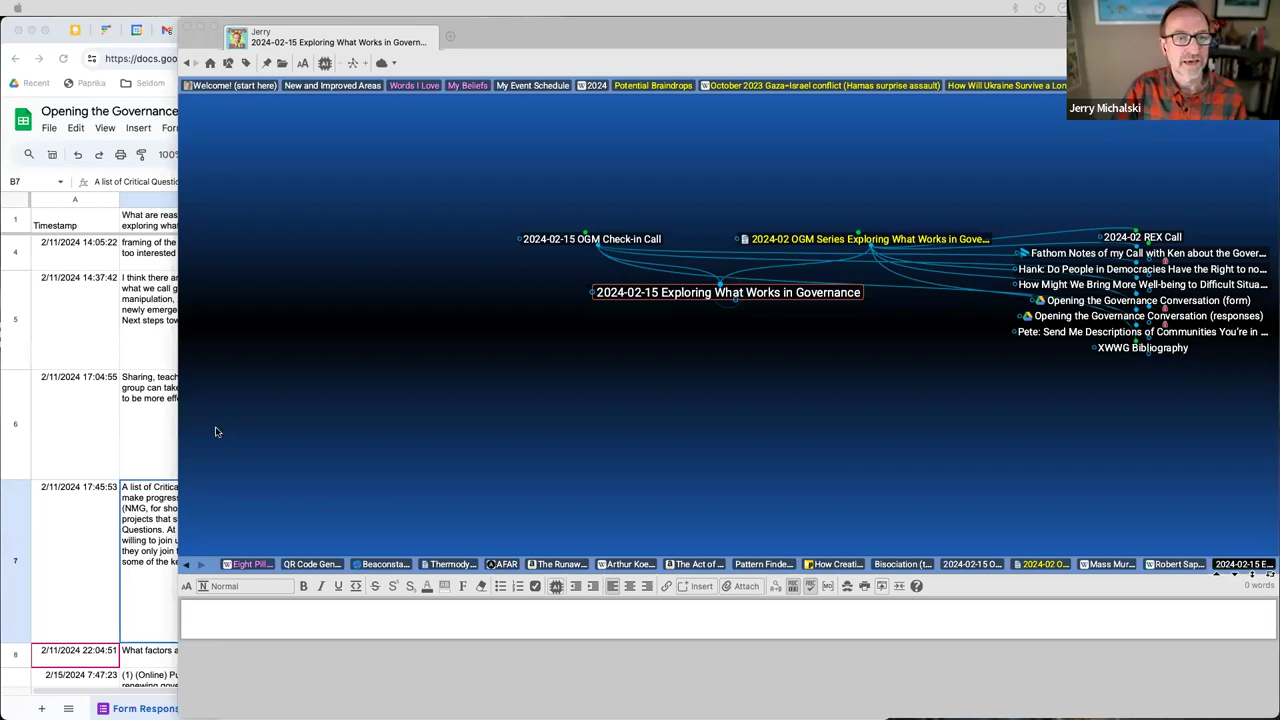 Jerry
2024-02-15 Exploring What Works in Govern...
https://docs.goo
Recent
Paprika
Seldom
Welcome! (start here)
New and Improved Areas
Words I Love
My Beliefs
My Event Schedule
2024
Potential Braindrops
October 2023 Gaza-Israel conflict (Hamas surprise assault)
How Will Ukraine Survive a Lon
Jerry Michalski
Opening the Governance
File Edit View Insert For
100%
B7
A list of Critical Questi
A
1
Timestamp
What are reas
exploring what
4
2/11/2024 14:05:22
framing of the
too interested
5
2/11/2024 14:37:42
I think there ar
what we call g
manipulation,
newly emerge
Next steps tow
6
2/11/2024 17:04:55
Sharing, teach
group can take
to be more effe
7
2/11/2024 17:45:53
A list of Critica
make progress
(NMG, for sho
projects that s
Questions. At
willing to join u
they only join t
some of the ke
8
2/11/2024 22:04:51
What factors a
2/15/2024 7:47:23
(1) (Online) Pu
renewing gove
Form Respons
2024-02-15 OGM Check-in Call
2024-02 OGM Series Exploring What Works in Gove...
2024-02-15 Exploring What Works in Governance
2024-02 REX Call
Fathom Notes of my Call with Ken about the Gover...
Hank: Do People in Democracies Have the Right to no...
How Might We Bring More Well-being to Difficult Situa...
Opening the Governance Conversation (form)
Opening the Governance Conversation (responses)
Pete: Send Me Descriptions of Communities You're in ...
XWWG Bibliography
Eight Pill...
QR Code Gen...
Beaconsta...
Thermody...
AFAR
The Runaw...
Arthur Koe...
The Act of ...
Pattern Finde...
How Creati...
Bisociation (t...
2024-02-15 O...
2024-02 O...
Mass Mur...
Robert Sap...
2024-02-15 E...
Normal
B I U
Insert
Attach
0 words